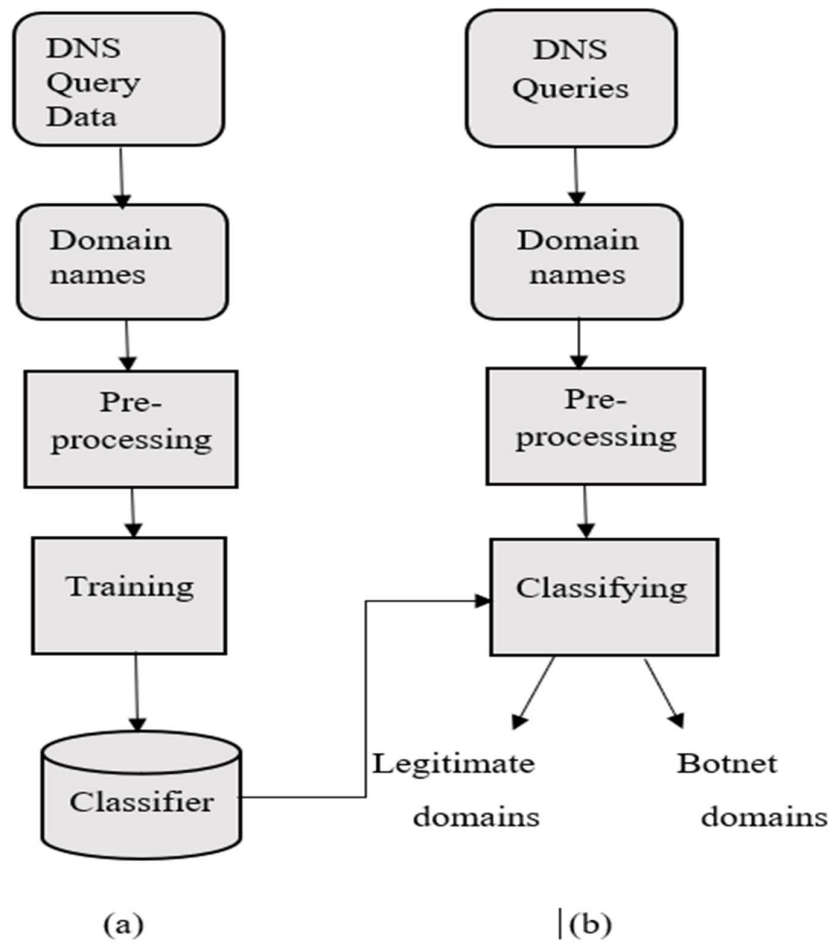 DNS
Query
Data
Domain
names
Pre-
processing
Training
Classifier
(a)
DNS
Queries
Domain
names
Pre-
processing
Classifying
Legitimate
domains
Botnet
domains
|(b)